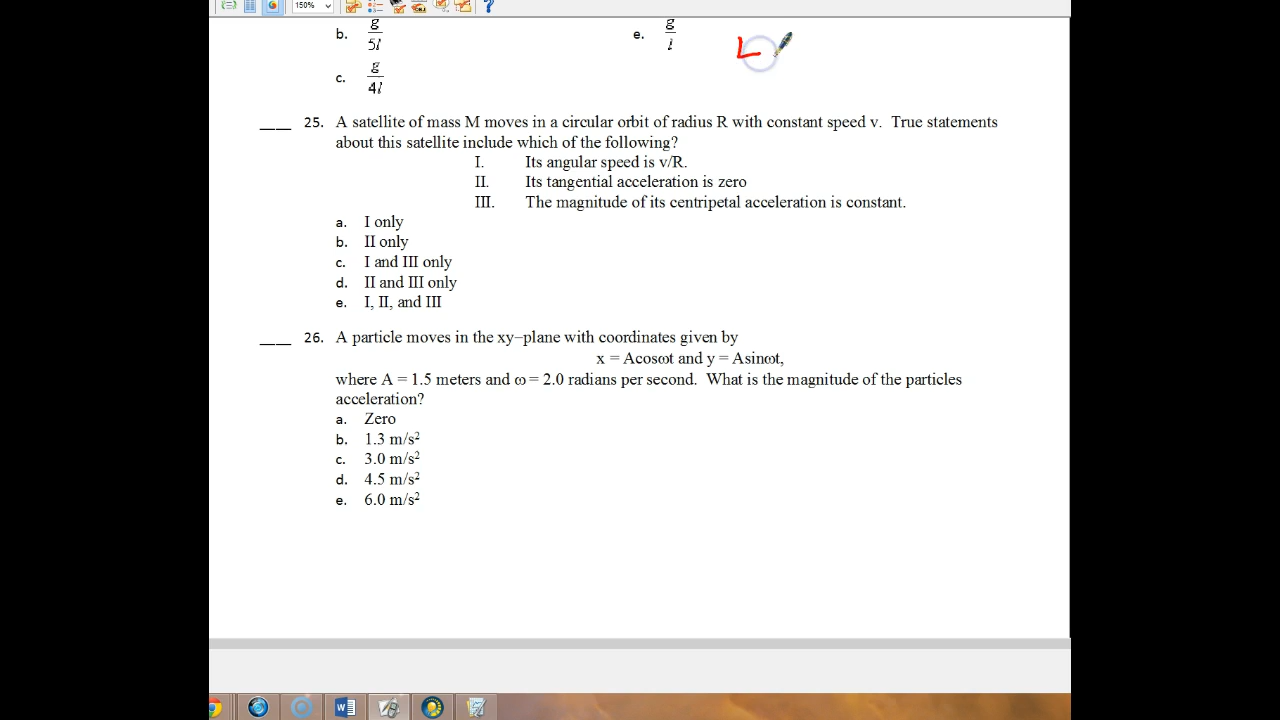 150%
b. g/5l e. g/l L
c. g/4l
____ 25. A satellite of mass M moves in a circular orbit of radius R with constant speed v. True statements
about this satellite include which of the following?
I. Its angular speed is v/R.
II. Its tangential acceleration is zero
III. The magnitude of its centripetal acceleration is constant.
a. I only
b. II only
c. I and III only
d. II and III only
e. I, II, and III
____ 26. A particle moves in the xy−plane with coordinates given by
x = Acosωt and y = Asinωt,
where A = 1.5 meters and ω = 2.0 radians per second. What is the magnitude of the particles
acceleration?
a. Zero
b. 1.3 m/s²
c. 3.0 m/s²
d. 4.5 m/s²
e. 6.0 m/s²